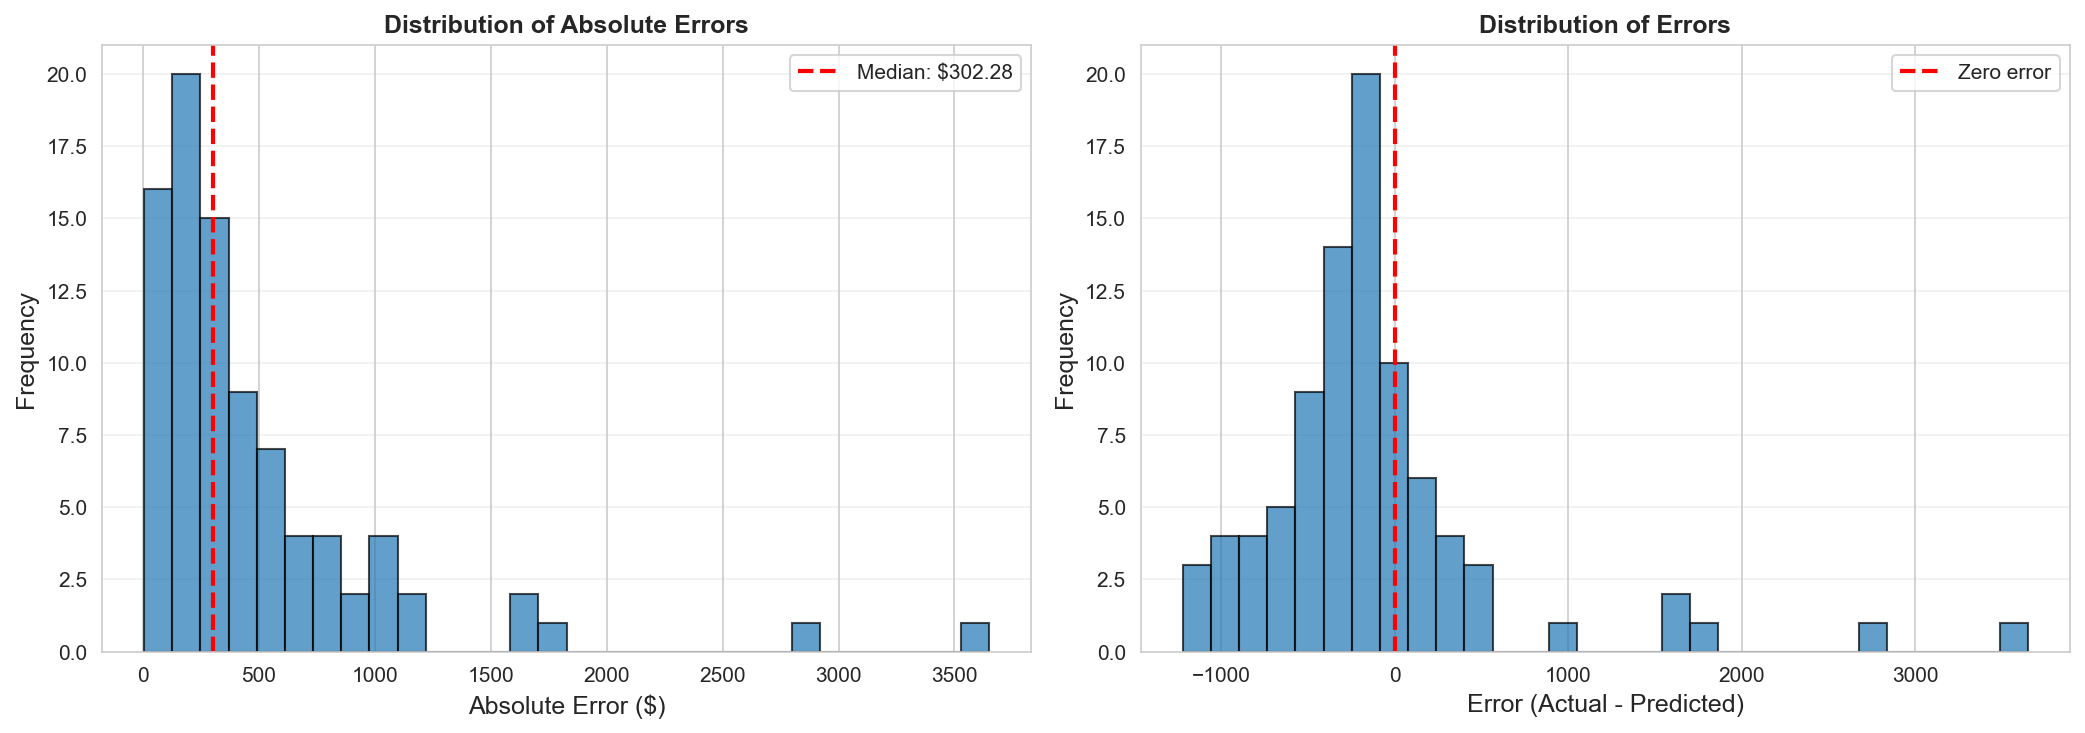 Distribution of Absolute Errors
Median: $302.28
Frequency
20.0
17.5
15.0
12.5
10.0
7.5
5.0
2.5
0.0
0 500 1000 1500 2000 2500 3000 3500
Absolute Error ($)
Distribution of Errors
Zero error
Frequency
20.0
17.5
15.0
12.5
10.0
7.5
5.0
2.5
0.0
−1000 0 1000 2000 3000
Error (Actual - Predicted)